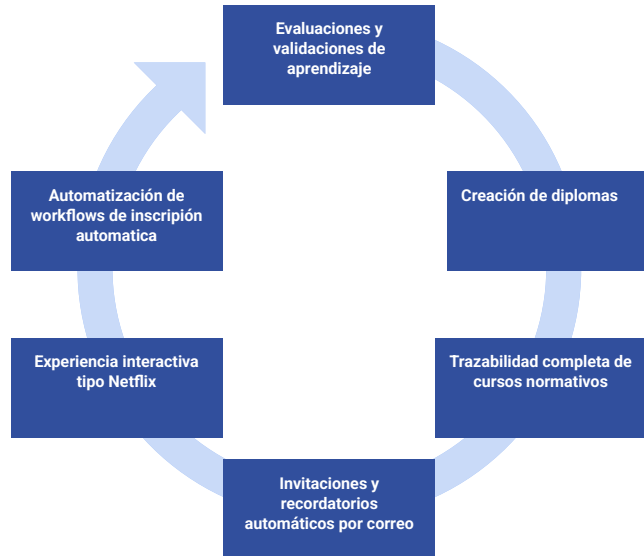 Evaluaciones y
validaciones de
aprendizaje
Creación de diplomas
Trazabilidad completa de
cursos normativos
Invitaciones y
recordatorios
automáticos por correo
Experiencia interactiva
tipo Netflix
Automatización de
workflows de inscripión
automatica